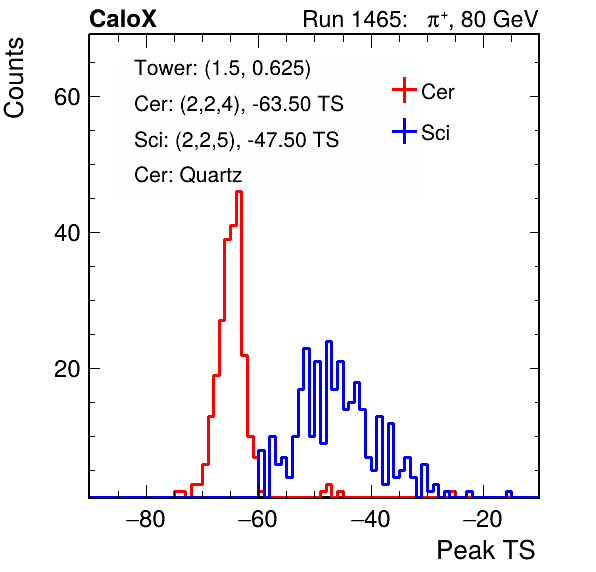 CaloX Run 1465: π⁺, 80 GeV
Counts
Tower: (1.5, 0.625)
Cer: (2,2,4), -63.50 TS
Sci: (2,2,5), -47.50 TS
Cer: Quartz
Cer
Sci
60
40
20
−80 −60 −40 −20
Peak TS